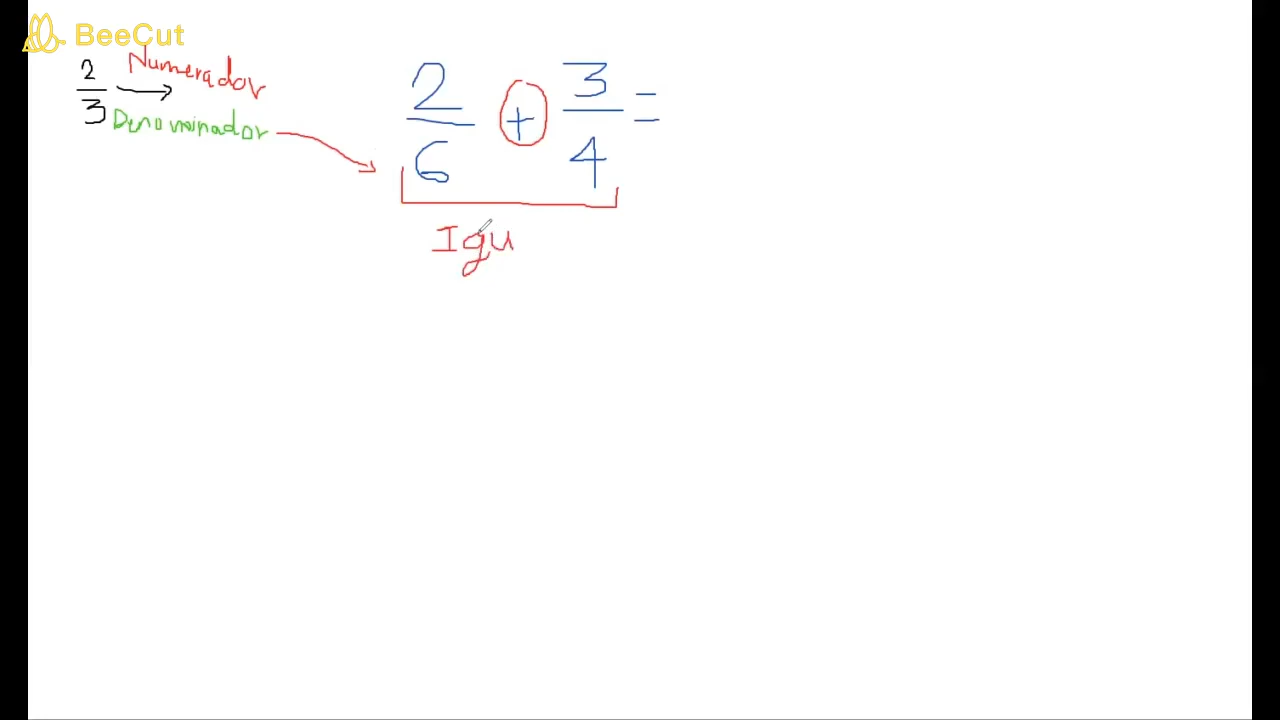 BeeCut
2/3 → Numerador
Denominador →
2/6 + 3/4 =
Igu